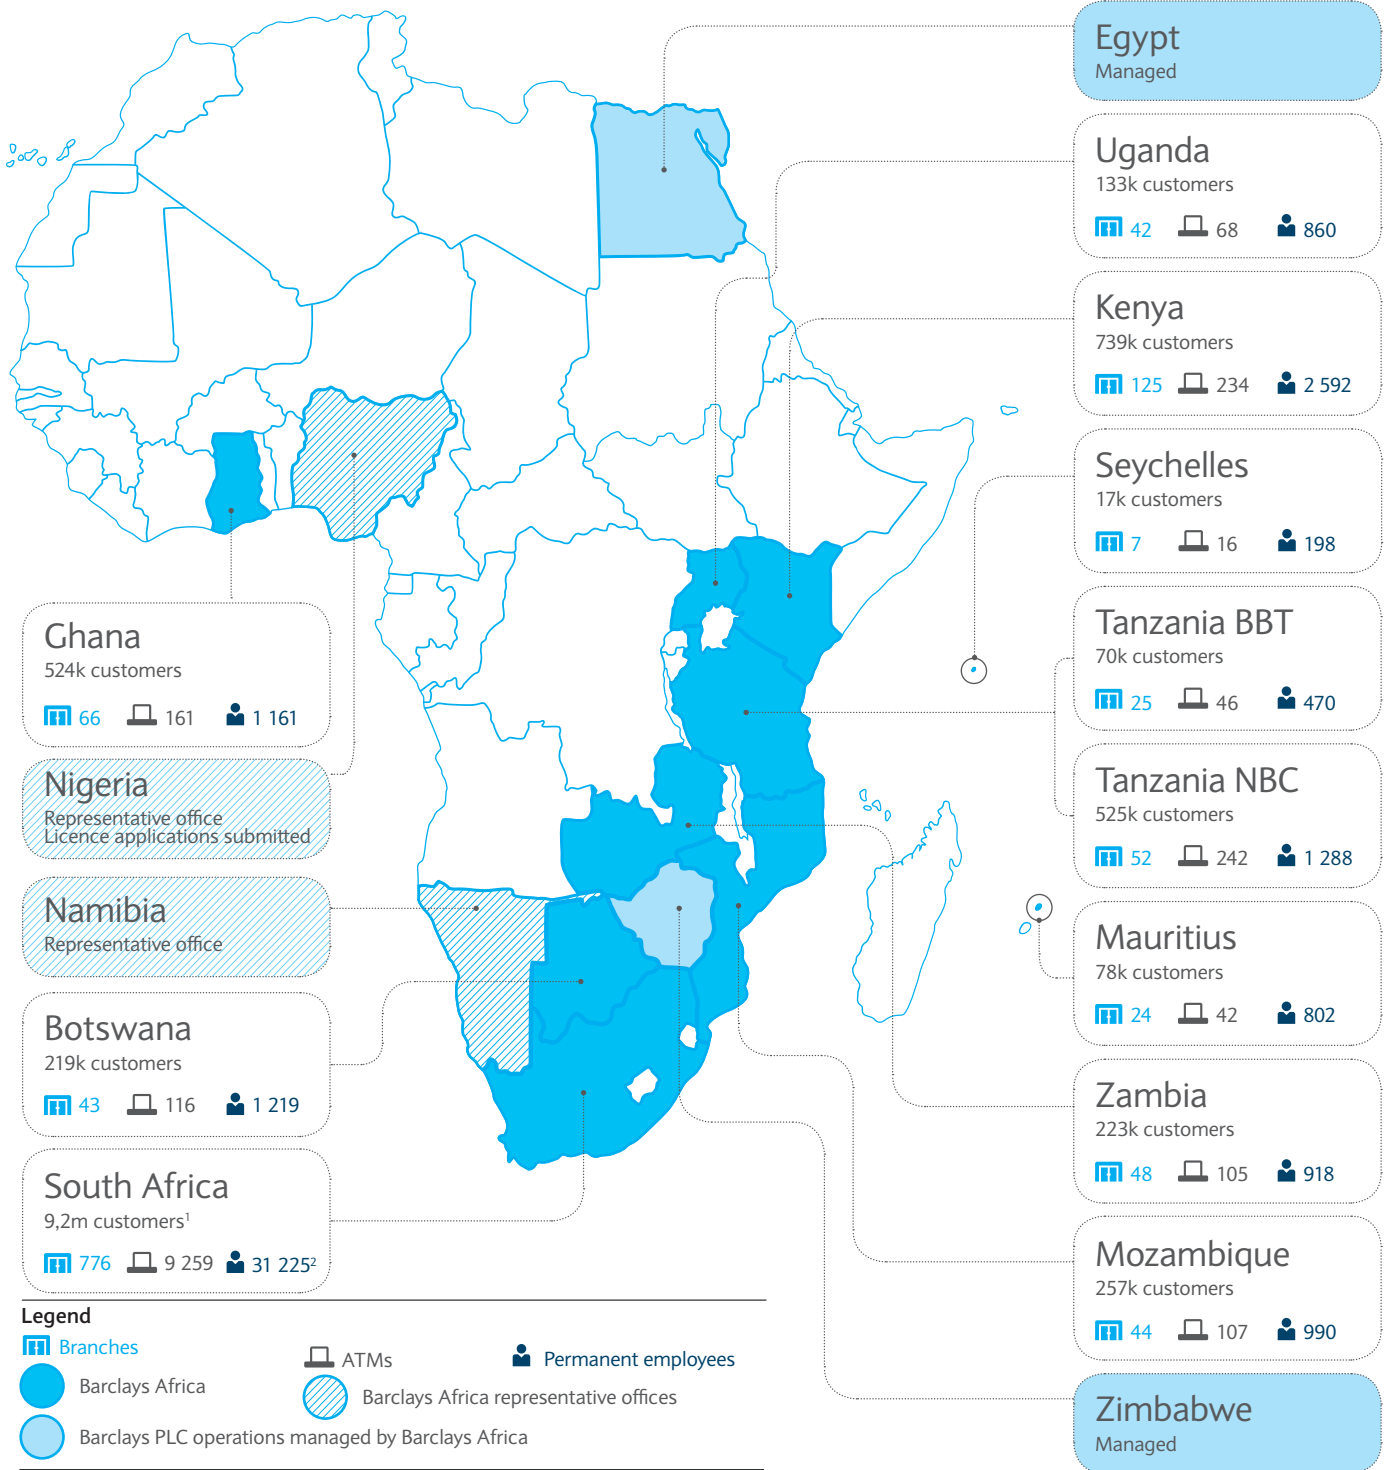 Egypt
Managed
Uganda
133k customers
42 68 860
Kenya
739k customers
125 234 2 592
Seychelles
17k customers
7 16 198
Tanzania BBT
70k customers
25 46 470
Tanzania NBC
525k customers
52 242 1 288
Mauritius
78k customers
24 42 802
Zambia
223k customers
48 105 918
Mozambique
257k customers
44 107 990
Zimbabwe
Managed
Ghana
524k customers
66 161 1 161
Nigeria
Representative office
Licence applications submitted
Namibia
Representative office
Botswana
219k customers
43 116 1 219
South Africa
9,2m customers¹
776 9 259 31 225²
Legend
Branches
ATMs
Permanent employees
Barclays Africa
Barclays Africa representative offices
Barclays PLC operations managed by Barclays Africa